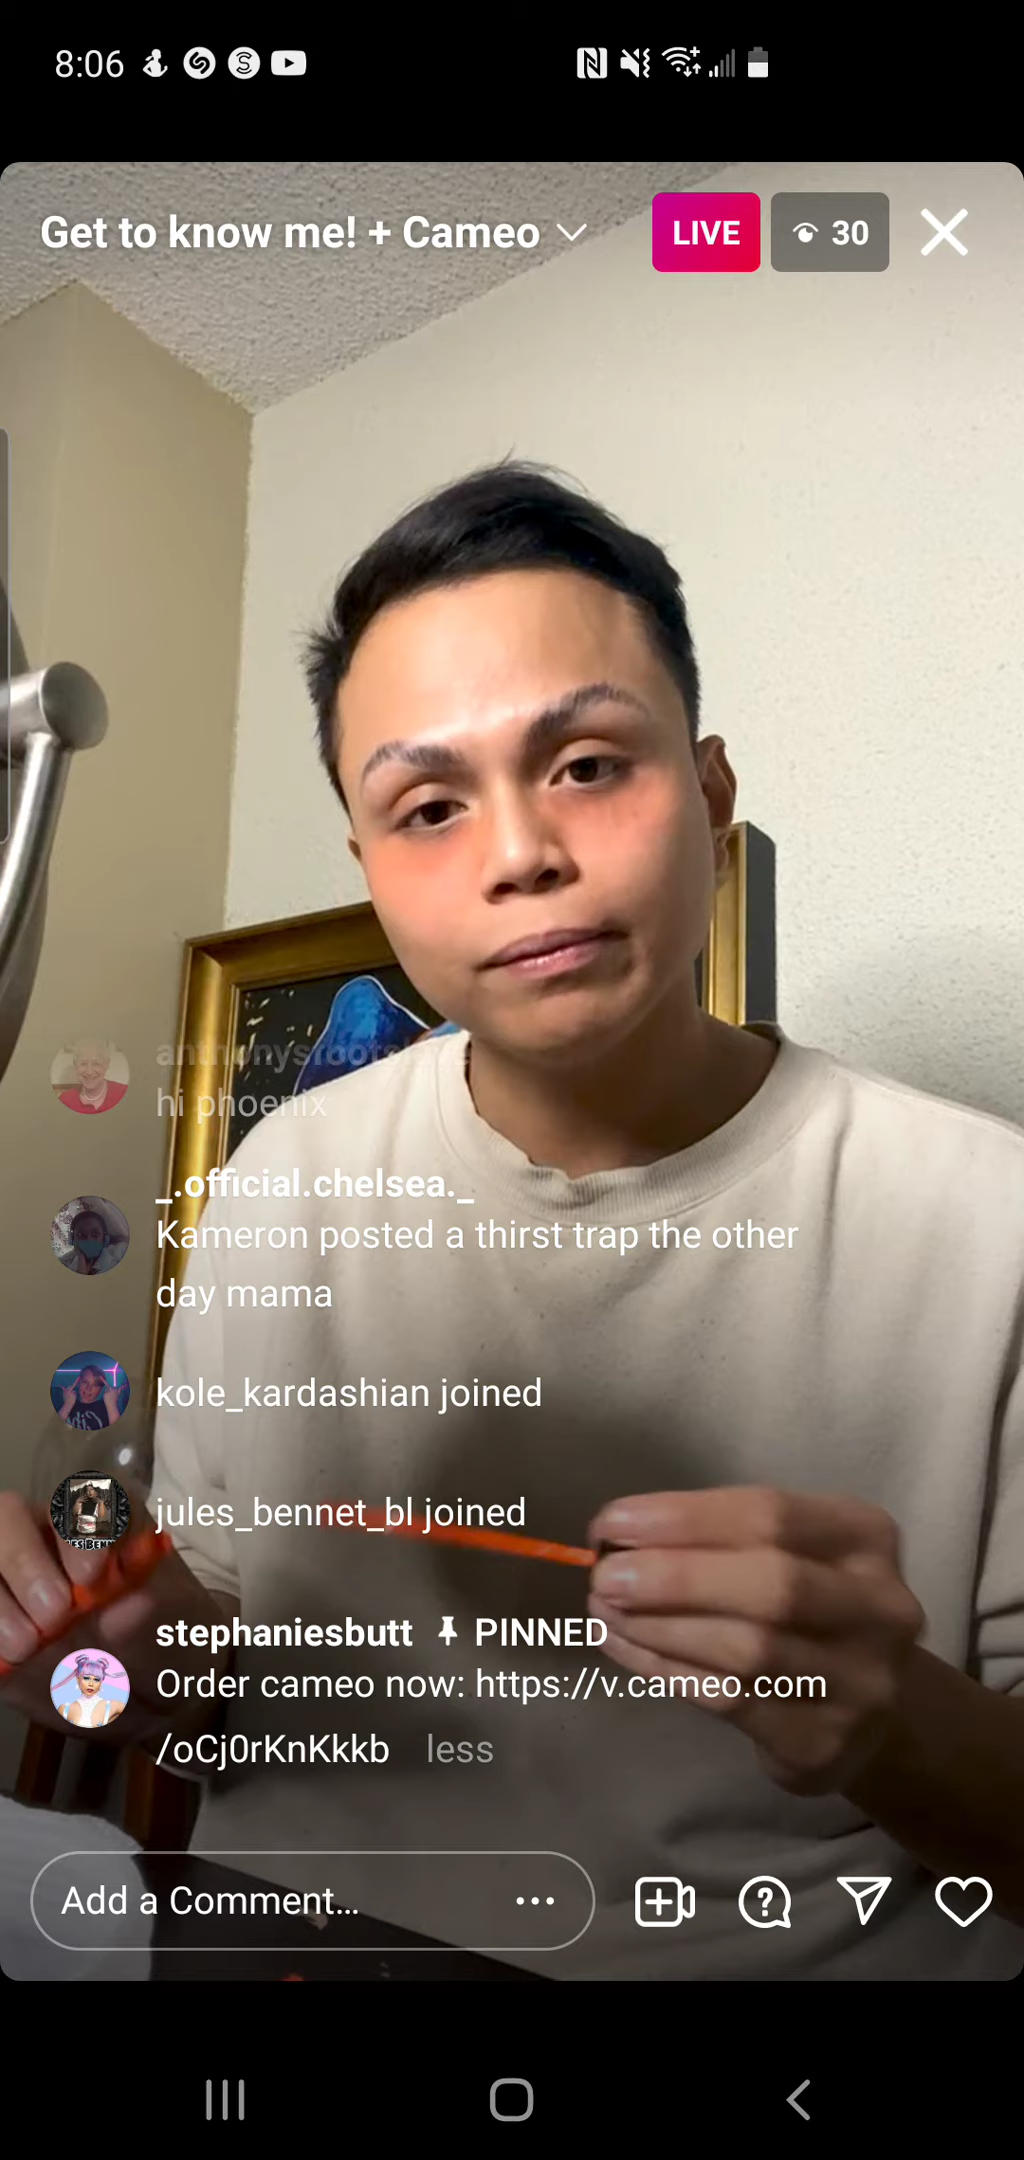 8:06
Get to know me! + Cameo
LIVE
30
anthonysroots
hi phoenix
_.official.chelsea._
Kameron posted a thirst trap the other
day mama
kole_kardashian joined
jules_bennet_bl joined
stephaniesbutt PINNED
Order cameo now: https://v.cameo.com
/oCj0rKnKkkb less
Add a Comment...